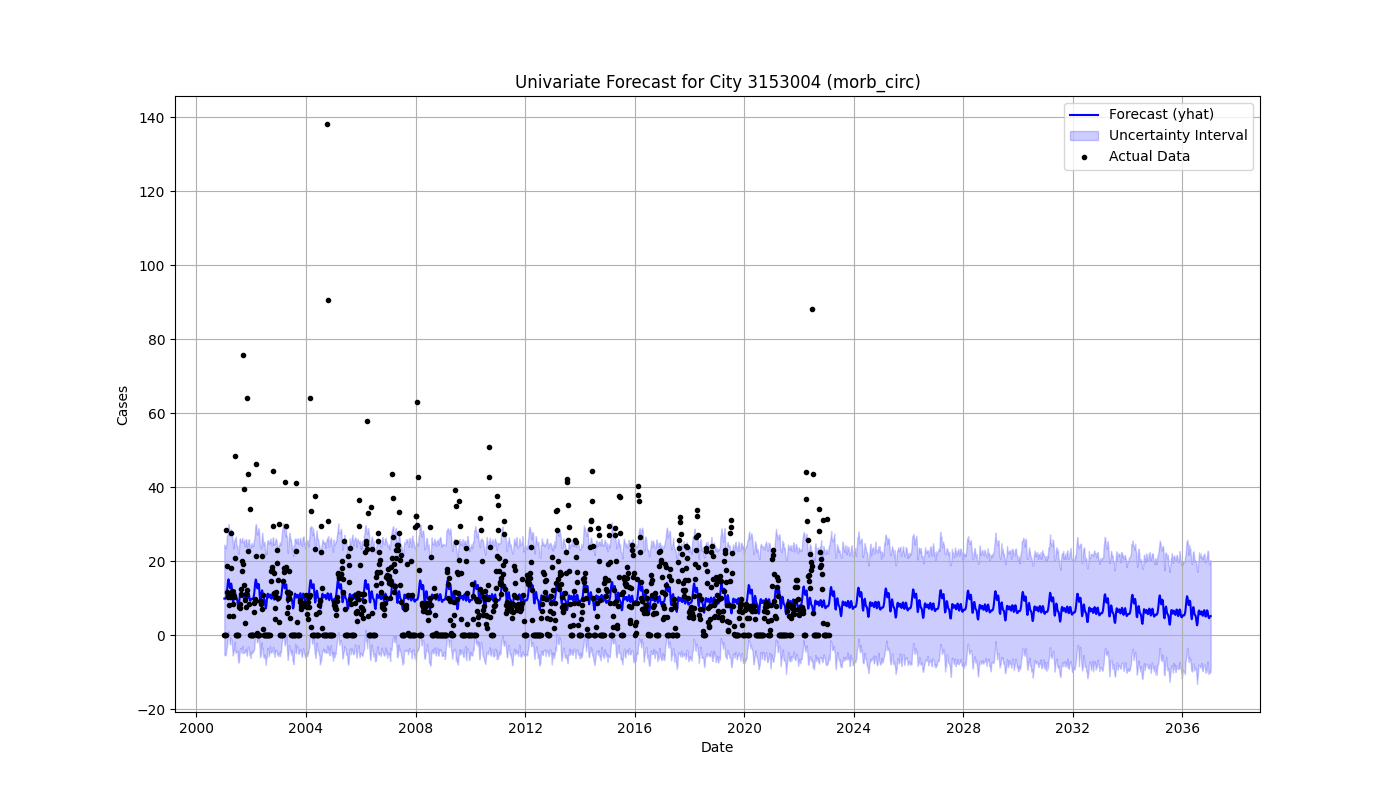 Univariate Forecast for City 3153004 (morb_circ)
Forecast (yhat)
Uncertainty Interval
Actual Data
140
120
100
80
60
40
20
0
−20
Cases
2000 2004 2008 2012 2016 2020 2024 2028 2032 2036
Date